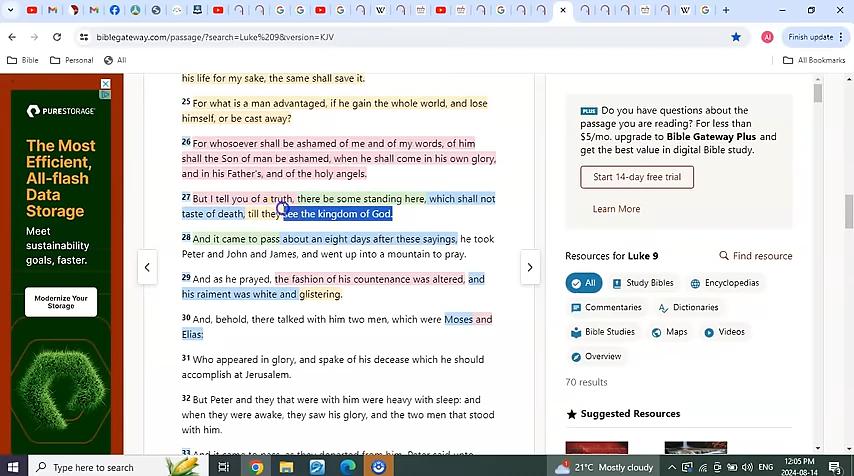 Finish update
biblegateway.com/passage/?search=Luke%209&version=KJV
AI
Bible
Personal
All
All Bookmarks
PURESTORAGE
The Most
Efficient,
All-flash
Data
Storage
Meet
sustainability
goals, faster.
Modernize Your
Storage
his life for my sake, the same shall save it.
25 For what is a man advantaged, if he gain the whole world, and lose
himself, or be cast away?
26 For whosoever shall be ashamed of me and of my words, of him
shall the Son of man be ashamed, when he shall come in his own glory,
and in his Father's, and of the holy angels.
27 But I tell you of a truth, there be some standing here, which shall not
taste of death, till they see the kingdom of God.
28 And it came to pass about an eight days after these sayings, he took
Peter and John and James, and went up into a mountain to pray.
29 And as he prayed, the fashion of his countenance was altered, and
his raiment was white and glistering.
30 And, behold, there talked with him two men, which were Moses and
Elias:
31 Who appeared in glory, and spake of his decease which he should
accomplish at Jerusalem.
32 But Peter and they that were with him were heavy with sleep: and
when they were awake, they saw his glory, and the two men that stood
with him.
33 And it came to pass, as they departed from him, Peter said unto
PLUS Do you have questions about the
passage you are reading? For less than
$5/mo. upgrade to Bible Gateway Plus and
get the best value in digital Bible study.
Start 14-day free trial
Learn More
Resources for Luke 9
Find resource
All
Study Bibles
Encyclopedias
Commentaries
Dictionaries
Bible Studies
Maps
Videos
Overview
70 results
Suggested Resources
Type here to search
21°C Mostly cloudy
ENG
12:05 PM
2024-08-14